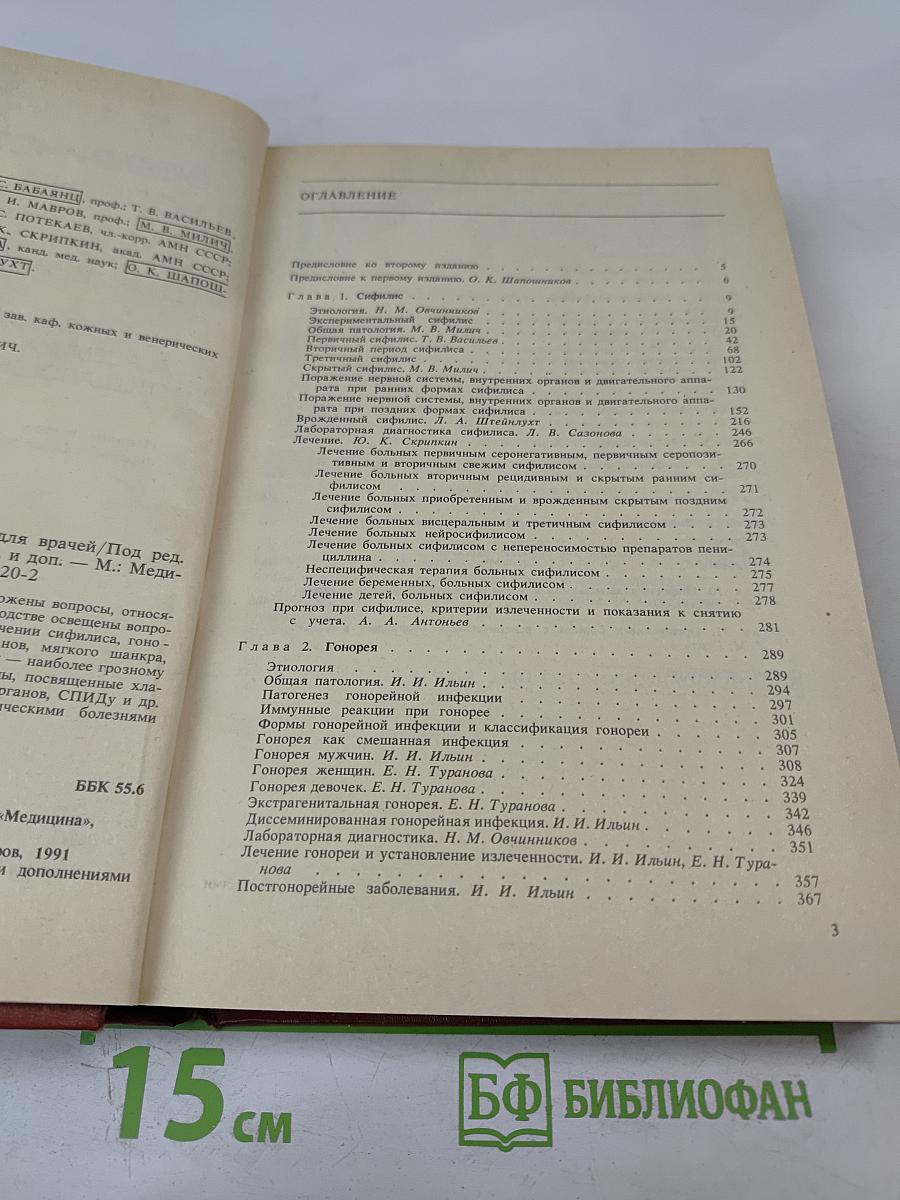 С. БАБАЯНЦ, проф.; Т. В. ВАСИЛЬЕВ,
И. МАВРОВ, проф.; М. В. МИЛИЧ,
С. ПОТЕКАЕВ, чл.-корр. АМН СССР;
К. СКРИПКИН, акад. АМН СССР;
канд. мед. наук; О. К. ШАПОШ-
УХТ.
зав. каф. кожных и венерических
ИЧ.
для врачей/Под ред.
и доп. — М.: Меди-
20-2
ожены вопросы, относя-
водстве освещены вопро-
чении сифилиса, гоно-
анов, мягкого шанкра,
— наиболее грозному
ны, посвященные хла-
органов, СПИДу и др.
ическими болезнями
ББК 55.6
«Медицина»,
ров, 1991
и дополнениями
ОГЛАВЛЕНИЕ
Предисловие ко второму изданию . . . . . . . . . . 5
Предисловие к первому изданию. О. К. Шапошников . . . . . . . . . 6
Глава 1. Сифилис . . . . . . . . . . 9
Этиология. Н. М. Овчинников . . . . . . . . . . 9
Экспериментальный сифилис . . . . . . . . . . 15
Общая патология. М. В. Милич . . . . . . . . . . 20
Первичный сифилис. Т. В. Васильев . . . . . . . . . . 42
Вторичный период сифилиса . . . . . . . . . . 68
Третичный сифилис . . . . . . . . . . 102
Скрытый сифилис. М. В. Милич . . . . . . . . . . 122
Поражение нервной системы, внутренних органов и двигательного аппа-
рата при ранних формах сифилиса . . . . . . . . 130
Поражение нервной системы, внутренних органов и двигательного аппа-
рата при поздних формах сифилиса . . . . . . . . 152
Врожденный сифилис. Л. А. Штейнлухт . . . . . . . . 216
Лабораторная диагностика сифилиса. Л. В. Сазонова . . . . . . 246
Лечение. Ю. К. Скрипкин . . . . . . . . . . 266
Лечение больных первичным серонегативным, первичным серопози-
тивным и вторичным свежим сифилисом . . . . . . . 270
Лечение больных вторичным рецидивным и скрытым ранним си-
филисом . . . . . . . . . . 271
Лечение больных приобретенным и врожденным скрытым поздним
сифилисом . . . . . . . . . . 272
Лечение больных висцеральным и третичным сифилисом . . . . 273
Лечение больных нейросифилисом . . . . . . . . 273
Лечение больных сифилисом с непереносимостью препаратов пени-
циллина . . . . . . . . . . 274
Неспецифическая терапия больных сифилисом . . . . . . 275
Лечение беременных, больных сифилисом . . . . . . . 277
Лечение детей, больных сифилисом . . . . . . . . 278
Прогноз при сифилисе, критерии излеченности и показания к снятию
с учета. А. А. Антоньев . . . . . . . . . . 281
Глава 2. Гонорея . . . . . . . . . . 289
Этиология . . . . . . . . . . 289
Общая патология. И. И. Ильин . . . . . . . . . . 294
Патогенез гонорейной инфекции . . . . . . . . . 297
Иммунные реакции при гонорее . . . . . . . . . 301
Формы гонорейной инфекции и классификация гонореи . . . . . 305
Гонорея как смешанная инфекция . . . . . . . . . 307
Гонорея мужчин. И. И. Ильин . . . . . . . . . . 308
Гонорея женщин. Е. Н. Туранова . . . . . . . . . 324
Гонорея девочек. Е. Н. Туранова . . . . . . . . . 339
Экстрагенитальная гонорея. Е. Н. Туранова . . . . . . . 342
Диссеминированная гонорейная инфекция. И. И. Ильин . . . . . 346
Лабораторная диагностика. Н. М. Овчинников . . . . . . . 351
Лечение гонореи и установление излеченности. И. И. Ильин, Е. Н. Тура-
нова . . . . . . . . . . 357
Постгонорейные заболевания. И. И. Ильин . . . . . . . . 367
3
15 см
БФ БИБЛИОФАН